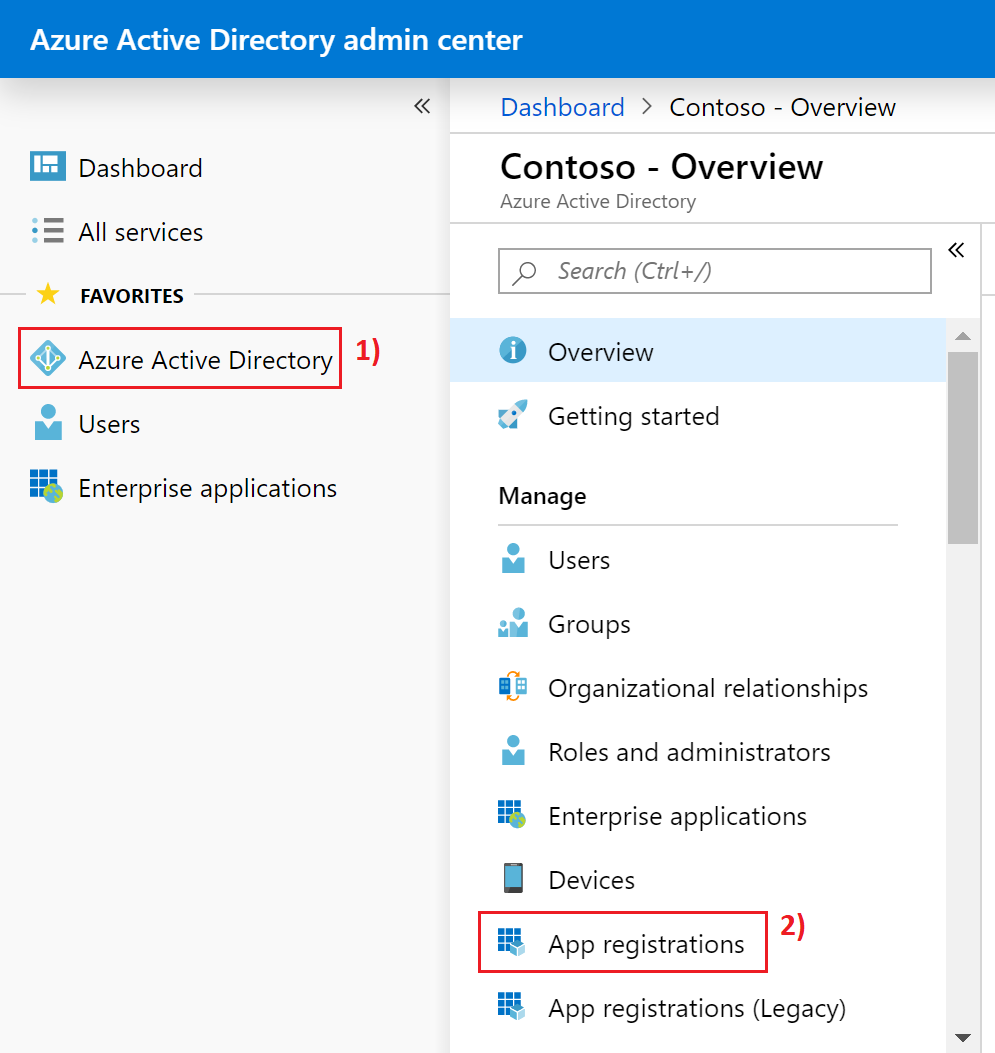 Azure Active Directory admin center
Dashboard
All services
FAVORITES
Azure Active Directory 1)
Users
Enterprise applications
Dashboard > Contoso - Overview
Contoso - Overview
Azure Active Directory
Search (Ctrl+/)
Overview
Getting started
Manage
Users
Groups
Organizational relationships
Roles and administrators
Enterprise applications
Devices
App registrations 2)
App registrations (Legacy)